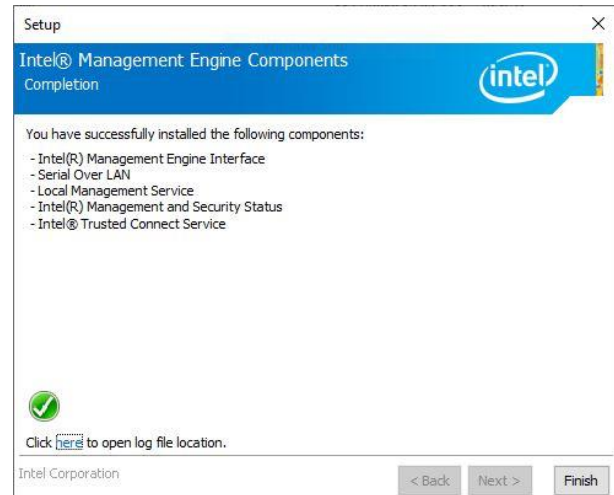 Setup
Intel® Management Engine Components
Completion
intel
You have successfully installed the following components:
- Intel(R) Management Engine Interface
- Serial Over LAN
- Local Management Service
- Intel(R) Management and Security Status
- Intel® Trusted Connect Service
Click here to open log file location.
Intel Corporation
< Back Next > Finish